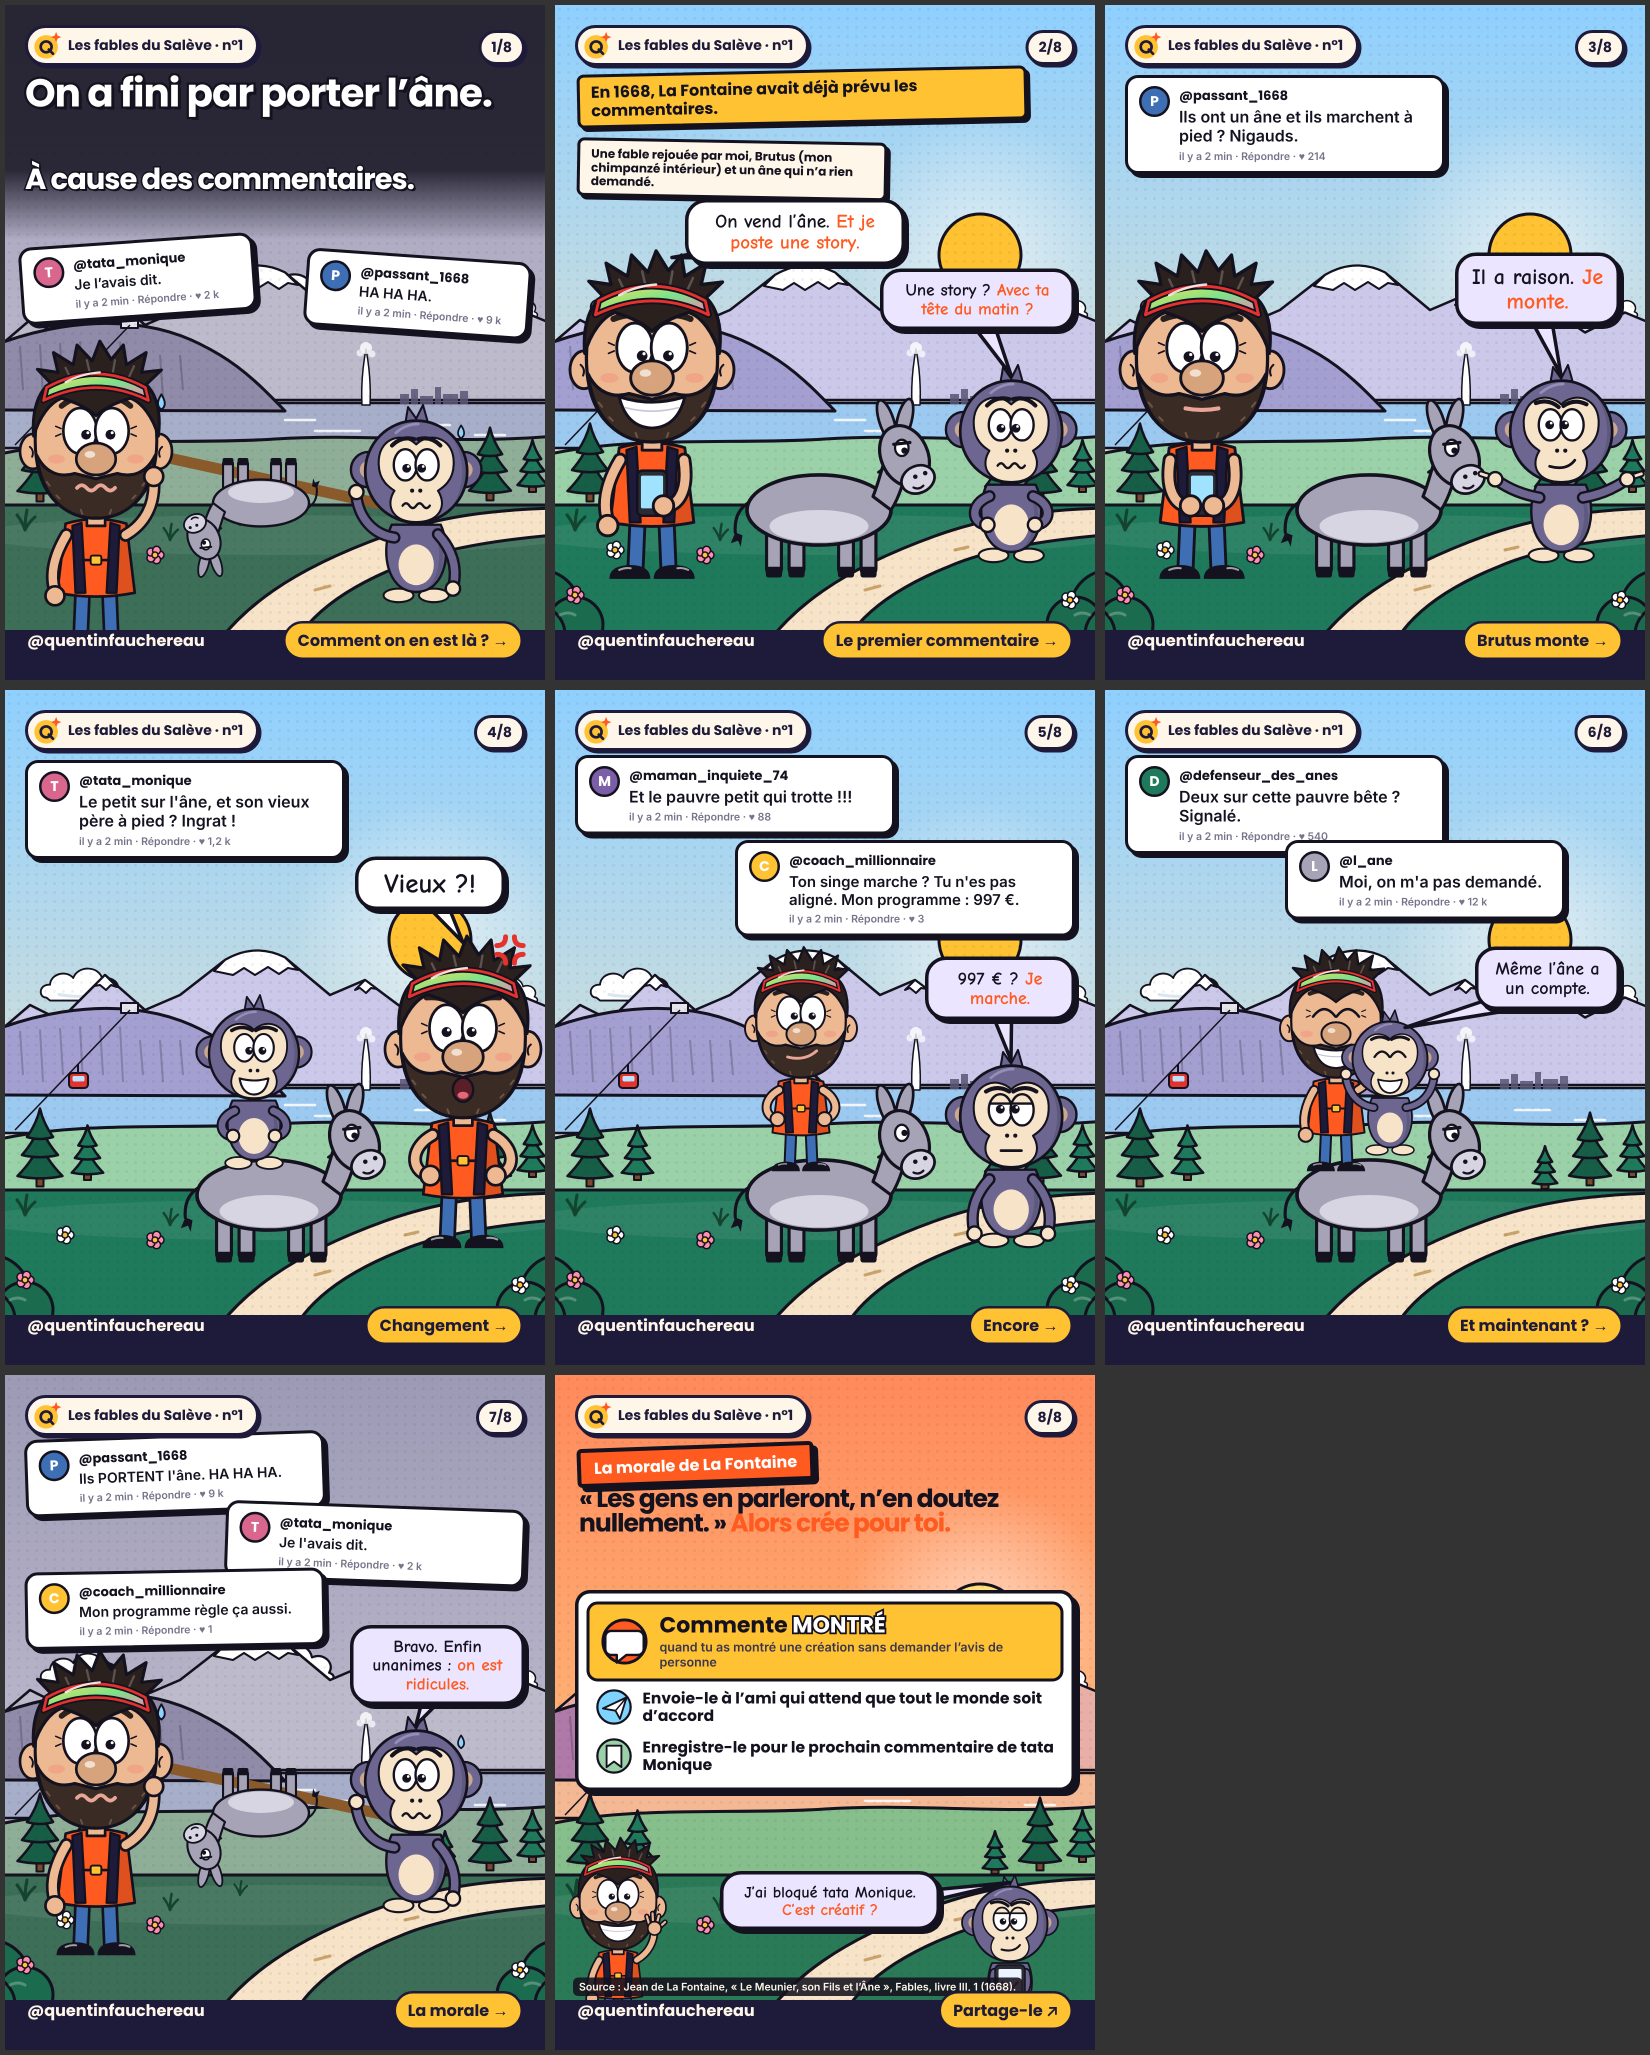 Q Les fables du Salève · n°1
1/8
On a fini par porter l’âne.
À cause des commentaires.
T @tata_monique
Je l'avais dit.
il y a 2 min · Répondre · ♥ 2 k
P @passant_1668
HA HA HA.
il y a 2 min · Répondre · ♥ 9 k
@quentinfauchereau
Comment on en est là ? →
Q Les fables du Salève · n°1
2/8
En 1668, La Fontaine avait déjà prévu les
commentaires.
Une fable rejouée par moi, Brutus (mon
chimpanzé intérieur) et un âne qui n’a rien
demandé.
On vend l’âne. Et je
poste une story.
Une story ? Avec ta
tête du matin ?
@quentinfauchereau
Le premier commentaire →
Q Les fables du Salève · n°1
3/8
P @passant_1668
Ils ont un âne et ils marchent à
pied ? Nigauds.
il y a 2 min · Répondre · ♥ 214
Il a raison. Je
monte.
@quentinfauchereau
Brutus monte →
Q Les fables du Salève · n°1
4/8
T @tata_monique
Le petit sur l'âne, et son vieux
père à pied ? Ingrat !
il y a 2 min · Répondre · ♥ 1,2 k
Vieux ?!
@quentinfauchereau
Changement →
Q Les fables du Salève · n°1
5/8
M @maman_inquiete_74
Et le pauvre petit qui trotte !!!
il y a 2 min · Répondre · ♥ 88
C @coach_millionnaire
Ton singe marche ? Tu n'es pas
aligné. Mon programme : 997 €.
il y a 2 min · Répondre · ♥ 3
997 € ? Je
marche.
@quentinfauchereau
Encore →
Q Les fables du Salève · n°1
6/8
D @defenseur_des_anes
Deux sur cette pauvre bête ?
Signalé.
il y a 2 min · Répondre · ♥ 540
L @l_ane
Moi, on m'a pas demandé.
il y a 2 min · Répondre · ♥ 12 k
Même l’âne a
un compte.
@quentinfauchereau
Et maintenant ? →
Q Les fables du Salève · n°1
7/8
P @passant_1668
Ils PORTENT l'âne. HA HA HA.
il y a 2 min · Répondre · ♥ 9 k
T @tata_monique
Je l'avais dit.
il y a 2 min · Répondre · ♥ 2 k
C @coach_millionnaire
Mon programme règle ça aussi.
il y a 2 min · Répondre · ♥ 1
Bravo. Enfin
unanimes : on est
ridicules.
@quentinfauchereau
La morale →
Q Les fables du Salève · n°1
8/8
La morale de La Fontaine
« Les gens en parleront, n’en doutez
nullement. » Alors crée pour toi.
Commente MONTRÉ
quand tu as montré une création sans demander l’avis de
personne
Envoie-le à l’ami qui attend que tout le monde soit
d’accord
Enregistre-le pour le prochain commentaire de tata
Monique
J’ai bloqué tata Monique.
C’est créatif ?
Source : Jean de La Fontaine, « Le Meunier, son Fils et l’Âne », Fables, livre III, 1 (1668).
@quentinfauchereau
Partage-le ↗